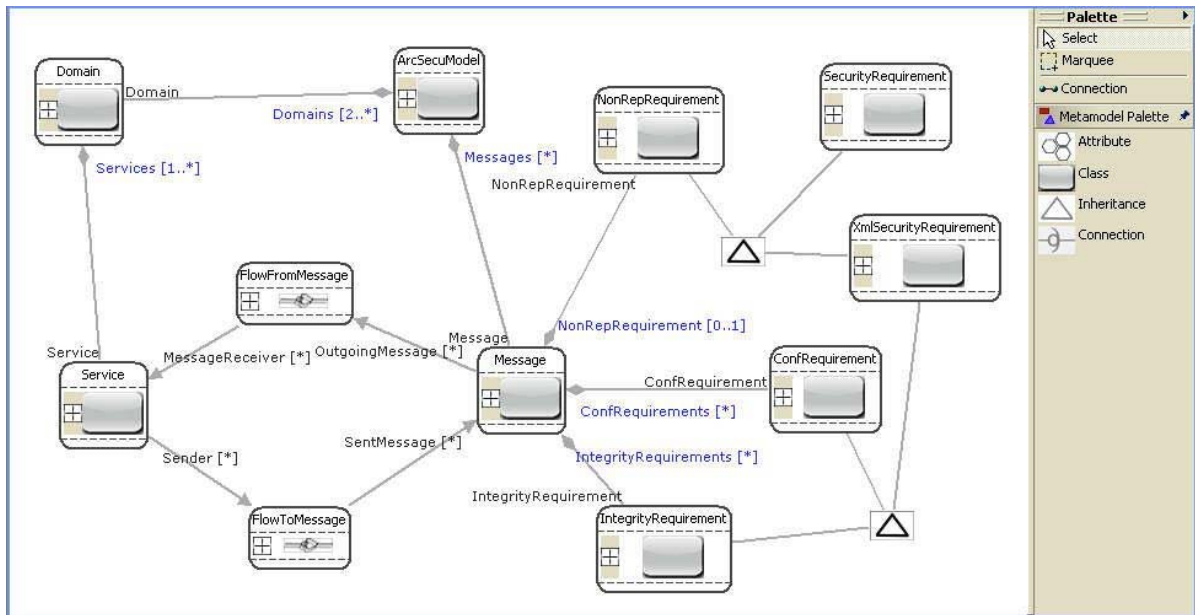 Domain
ArcSecuModel
Domain
Domains [2..*]
NonRepRequirement
SecurityRequirement
Services [1..*]
Messages [*]
NonRepRequirement
XmlSecurityRequirement
FlowFromMessage
NonRepRequirement [0..1]
Message
Service
MessageReceiver [*]
OutgoingMessage [*]
Service
Message
ConfRequirement
ConfRequirement
ConfRequirements [*]
SentMessage [*]
Sender [*]
IntegrityRequirements [*]
IntegrityRequirement
FlowToMessage
IntegrityRequirement
Palette
Select
Marquee
Connection
Metamodel Palette
Attribute
Class
Inheritance
Connection